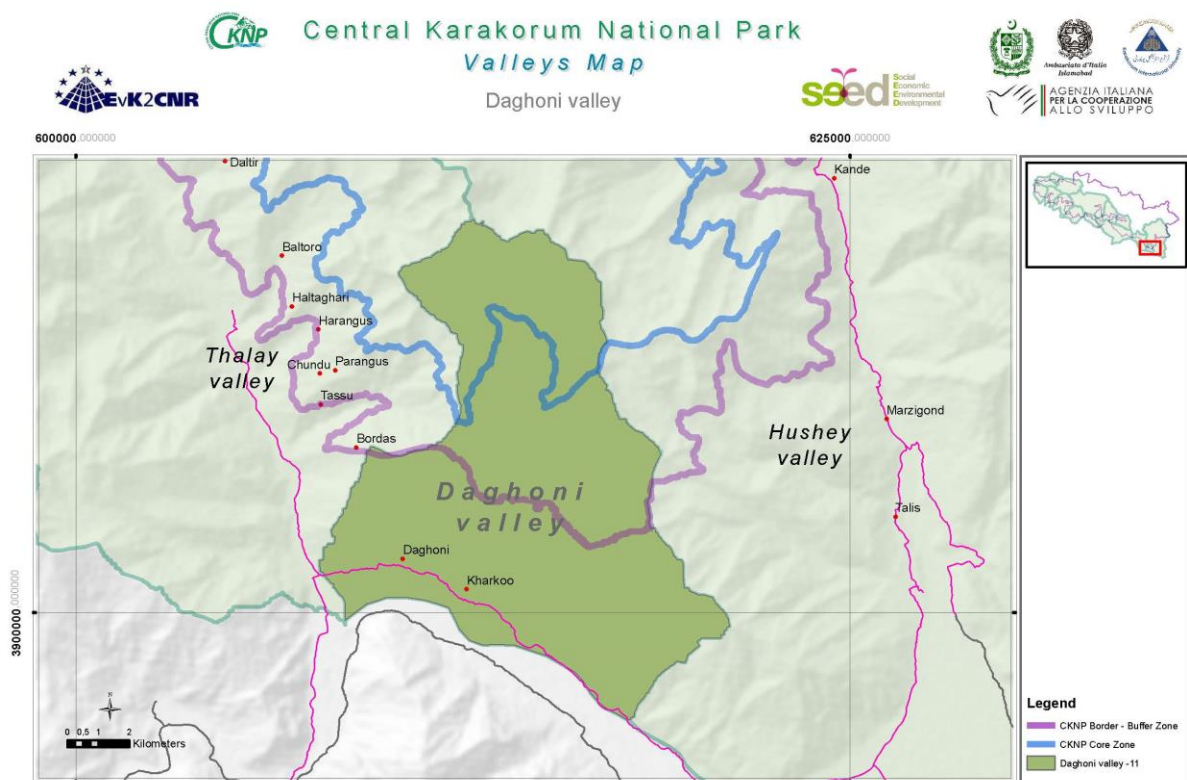 CKNP
Central Karakorum National Park
Valleys Map
Daghoni valley
EvK2CNR
seed
Social
Economic
Environmental
Development
Ambasciata d'Italia
Islamabad
Karakoram International University
AGENZIA ITALIANA
PER LA COOPERAZIONE
ALLO SVILUPPO
600000.000000
625000.000000
3900000.000000
Daltir
Kande
Baltoro
Haltaghari
Harangus
Thalay
valley
Chundu
Parangus
Tassu
Bordas
Marzigond
Hushey
valley
Daghoni
valley
Talis
Daghoni
Kharkoo
N
0 0,5 1 2
Kilometers
Legend
CKNP Border - Buffer Zone
CKNP Core Zone
Daghoni valley -11